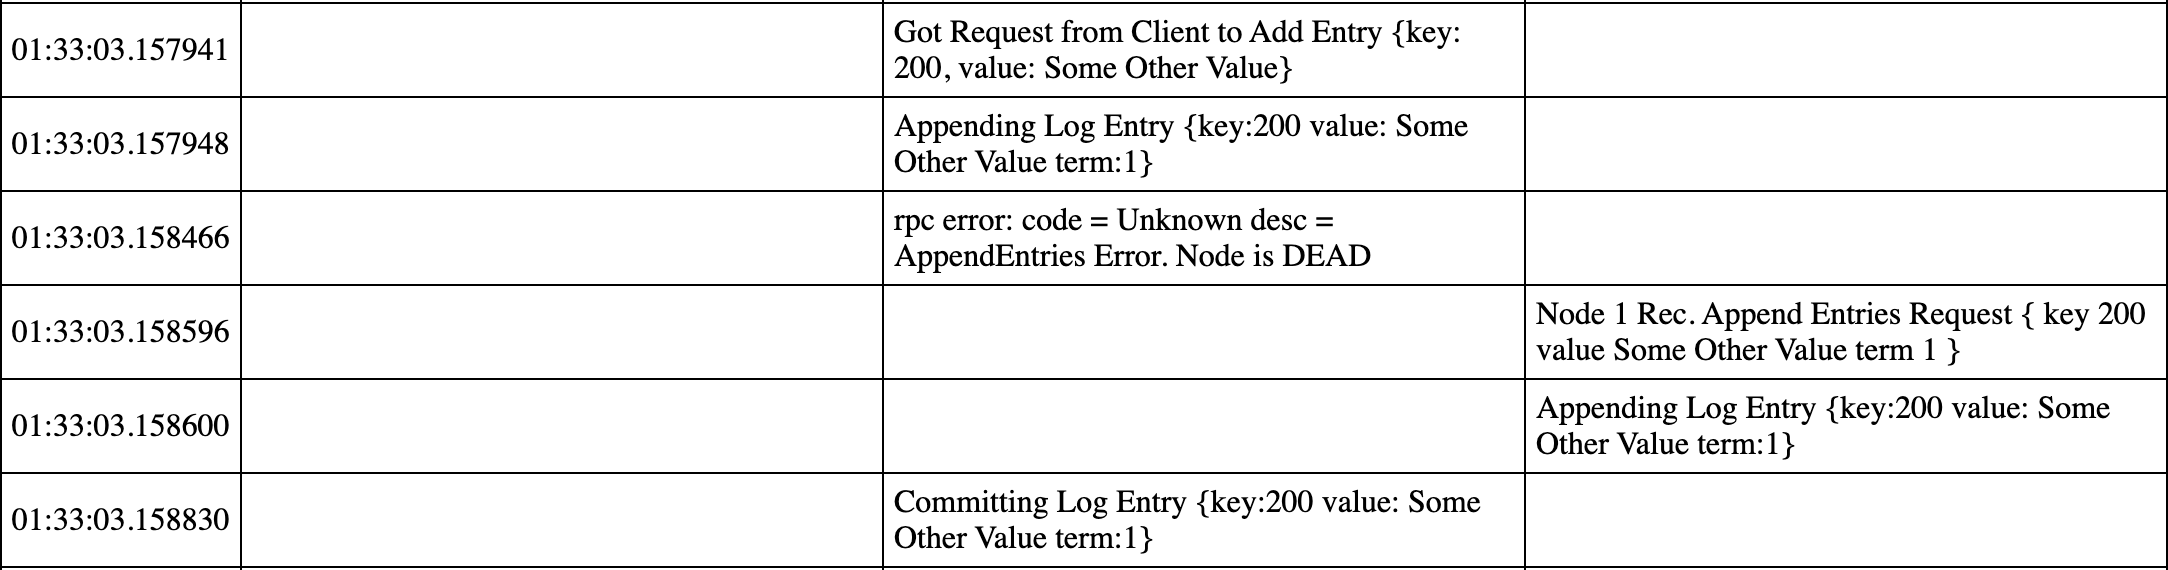 01:33:03.157941
Got Request from Client to Add Entry {key:
200, value: Some Other Value}
01:33:03.157948
Appending Log Entry {key:200 value: Some
Other Value term:1}
01:33:03.158466
rpc error: code = Unknown desc =
AppendEntries Error. Node is DEAD
01:33:03.158596
Node 1 Rec. Append Entries Request { key 200
value Some Other Value term 1 }
01:33:03.158600
Appending Log Entry {key:200 value: Some
Other Value term:1}
01:33:03.158830
Committing Log Entry {key:200 value: Some
Other Value term:1}